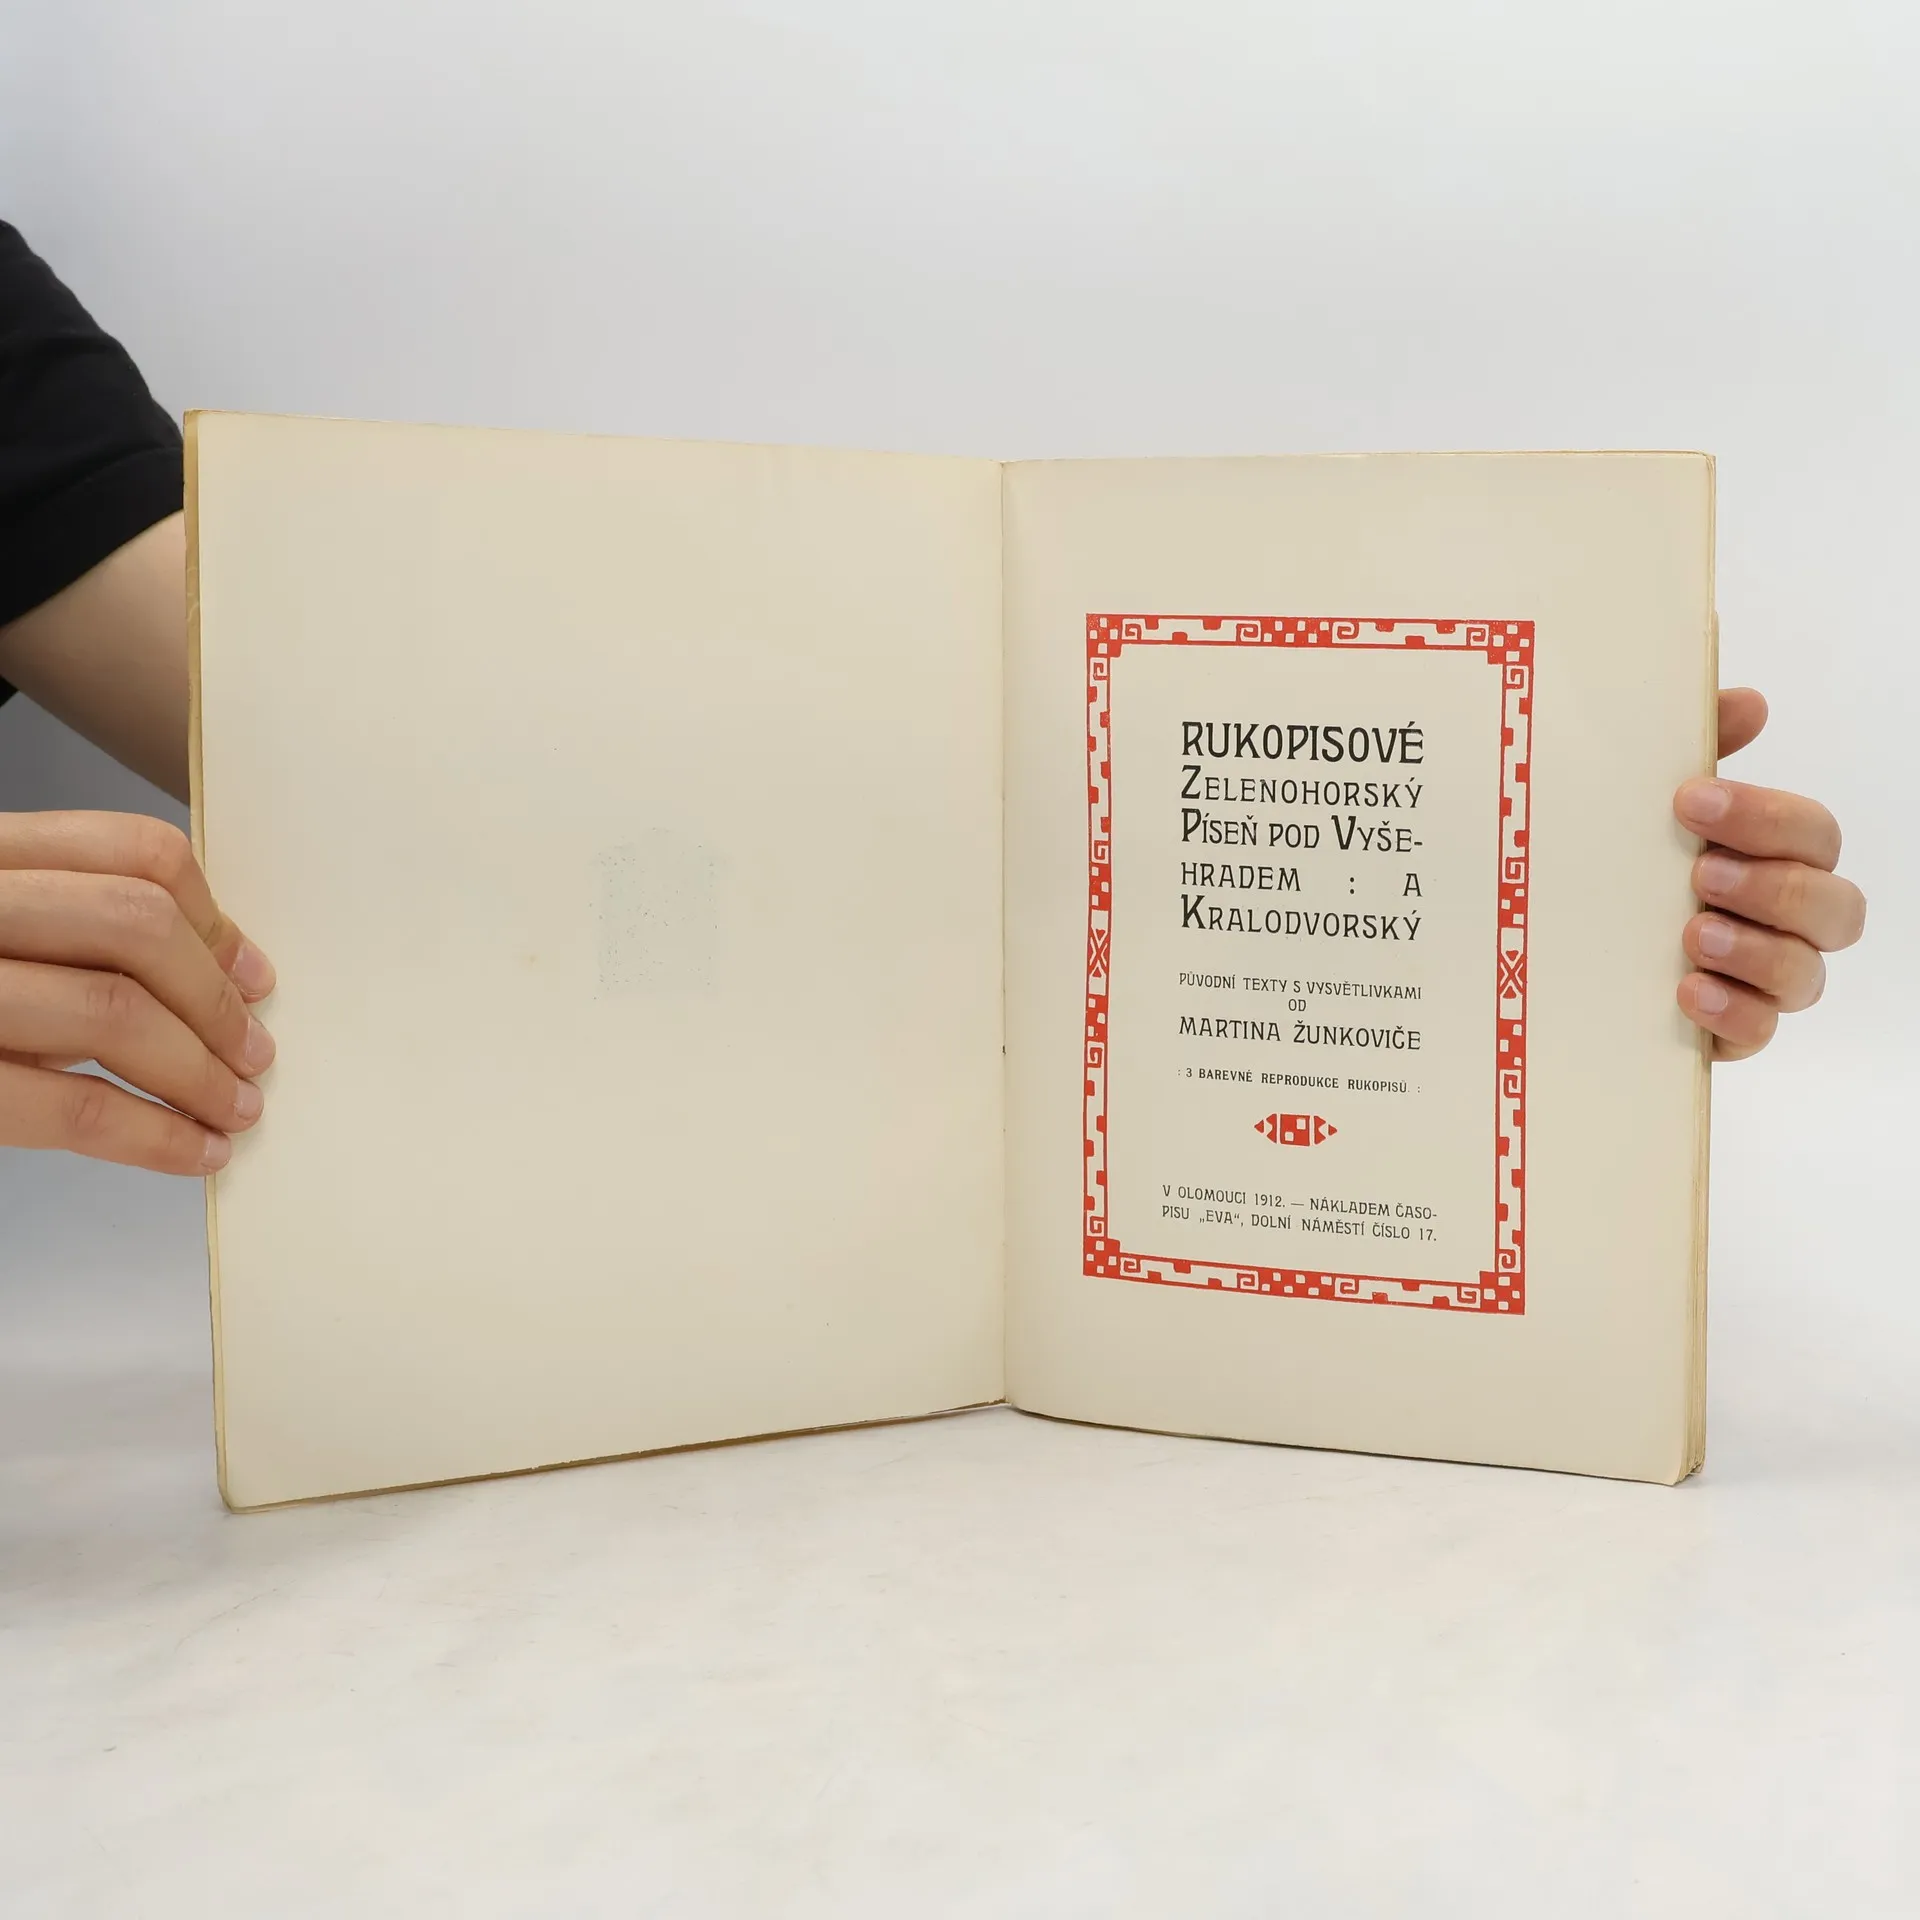 RUKOPISOVÉ
ZELENOHORSKÝ
PÍSEŇ POD VYŠE-
HRADEM : A
KRALODVORSKÝ
PŮVODNÍ TEXTY S VYSVĚTLIVKAMI
OD
MARTINA ŽUNKOVIČE
: 3 BAREVNÉ REPRODUKCE RUKOPISŮ. :
V OLOMOUCI 1912. — NÁKLADEM ČASO-
PISU „EVA“, DOLNÍ NÁMĚSTÍ ČÍSLO 17.